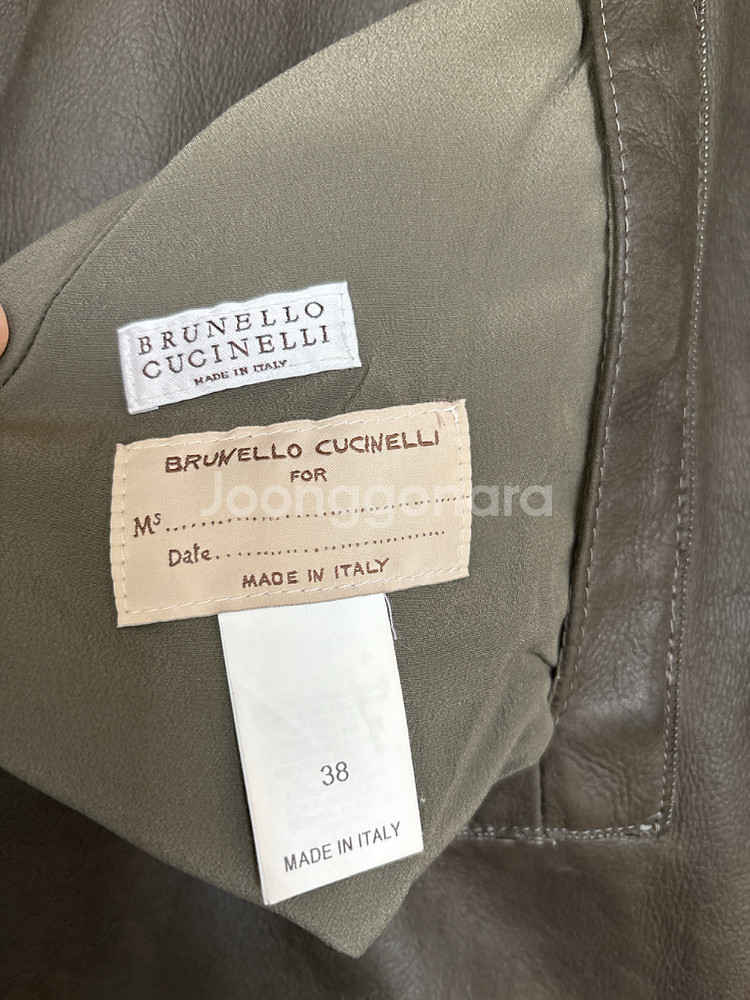 BRUNELLO
CUCINELLI
MADE IN ITALY
BRUNELLO CUCINELLI
FOR
Joonggonara
Ms....................................
Date..............................
MADE IN ITALY
38
MADE IN ITALY